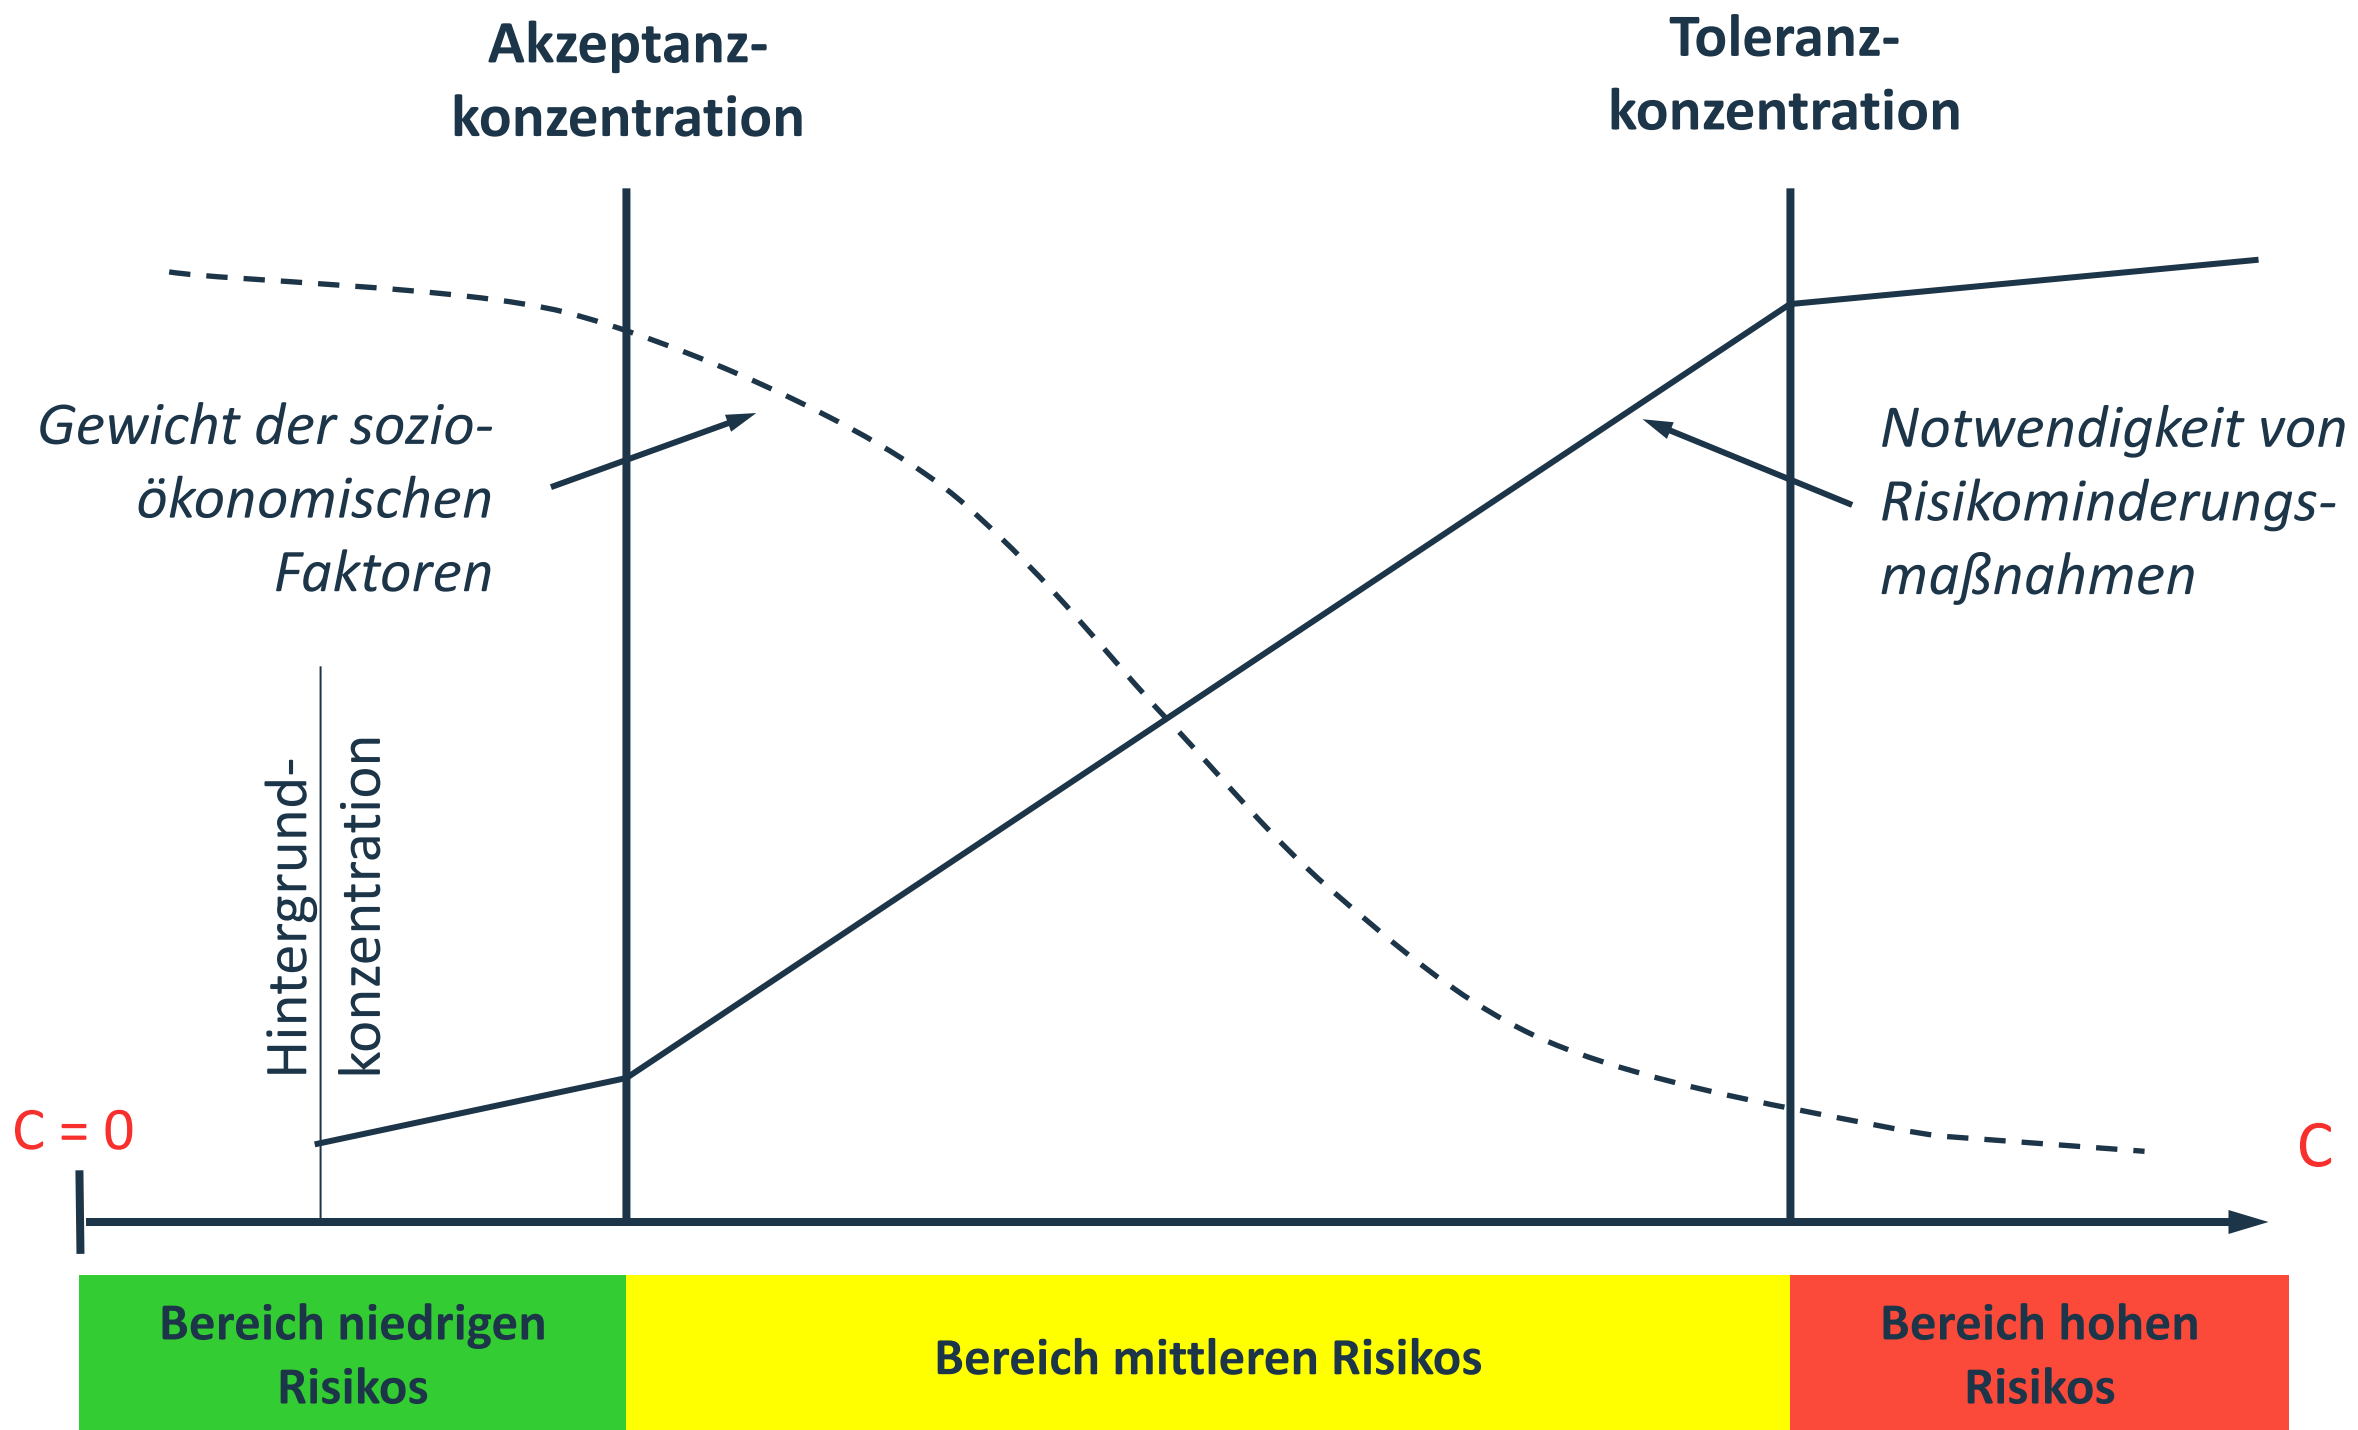 Akzeptanz-
konzentration
Toleranz-
konzentration
Gewicht der sozio-
ökonomischen
Faktoren
Notwendigkeit von
Risikominderungs-
maßnahmen
Hintergrund-
konzentration
C = 0
C
Bereich niedrigen
Risikos
Bereich mittleren Risikos
Bereich hohen
Risikos